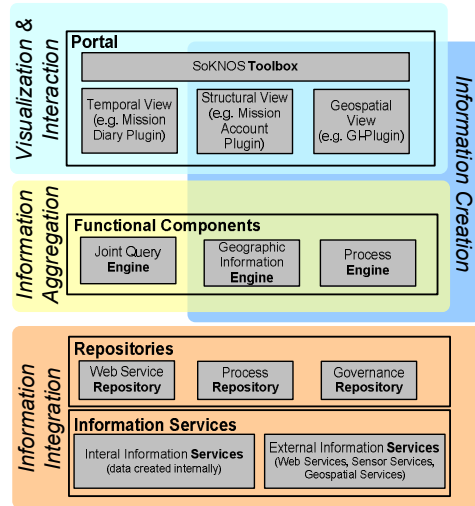 Visualization &
Interaction
Portal
SoKNOS Toolbox
Temporal View
(e.g. Mission
Diary Plugin)
Structural View
(e.g. Mission
Account
Plugin)
Geospatial
View
(e.g. GI-Plugin)
Information Creation
Information
Aggregation
Functional Components
Joint Query
Engine
Geographic
Information
Engine
Process
Engine
Information
Integration
Repositories
Web Service
Repository
Process
Repository
Governance
Repository
Information Services
Interal Information Services
(data created internally)
External Information Services
(Web Services, Sensor Services,
Geospatial Services)